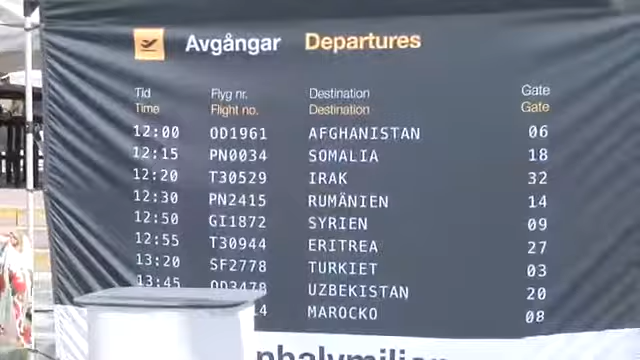 Avgångar Departures
Tid Flyg nr. Destination Gate
Time Flight no. Destination Gate
12:00 OD1961 AFGHANISTAN 06
12:15 PN0034 SOMALIA 18
12:20 T30529 IRAK 32
12:30 PN2415 RUMÄNIEN 14
12:50 GI1872 SYRIEN 09
12:55 T30944 ERITREA 27
13:20 SF2778 TURKIET 03
13:45 OD3478 UZBEKISTAN 20
MAROCKO 08